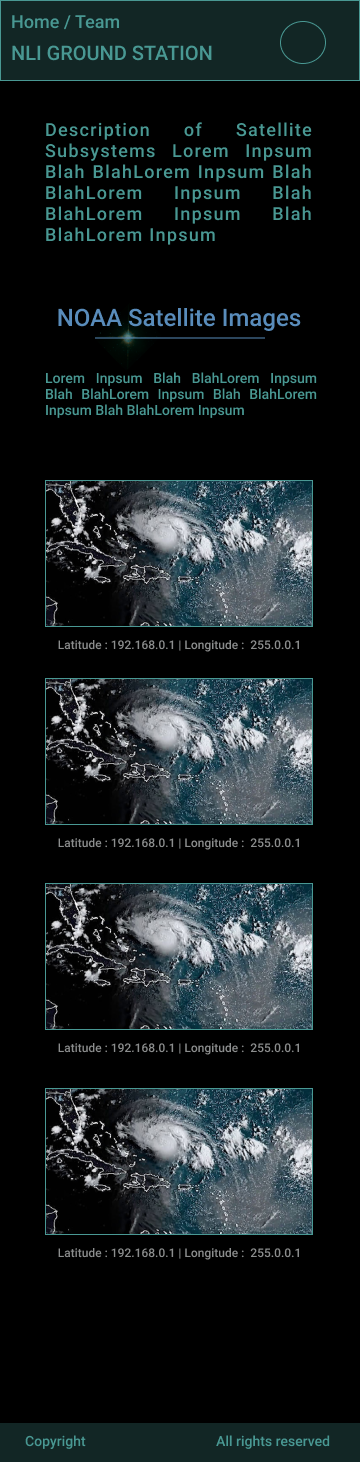 Home / Team
NLI GROUND STATION
Description of Satellite
Subsystems Lorem Inpsum
Blah BlahLorem Inpsum Blah
BlahLorem Inpsum Blah
BlahLorem Inpsum Blah
BlahLorem Inpsum
NOAA Satellite Images
Lorem Inpsum Blah BlahLorem Inpsum
Blah BlahLorem Inpsum Blah BlahLorem
Inpsum Blah BlahLorem Inpsum
Latitude : 192.168.0.1 | Longitude : 255.0.0.1
Latitude : 192.168.0.1 | Longitude : 255.0.0.1
Latitude : 192.168.0.1 | Longitude : 255.0.0.1
Latitude : 192.168.0.1 | Longitude : 255.0.0.1
Copyright
All rights reserved